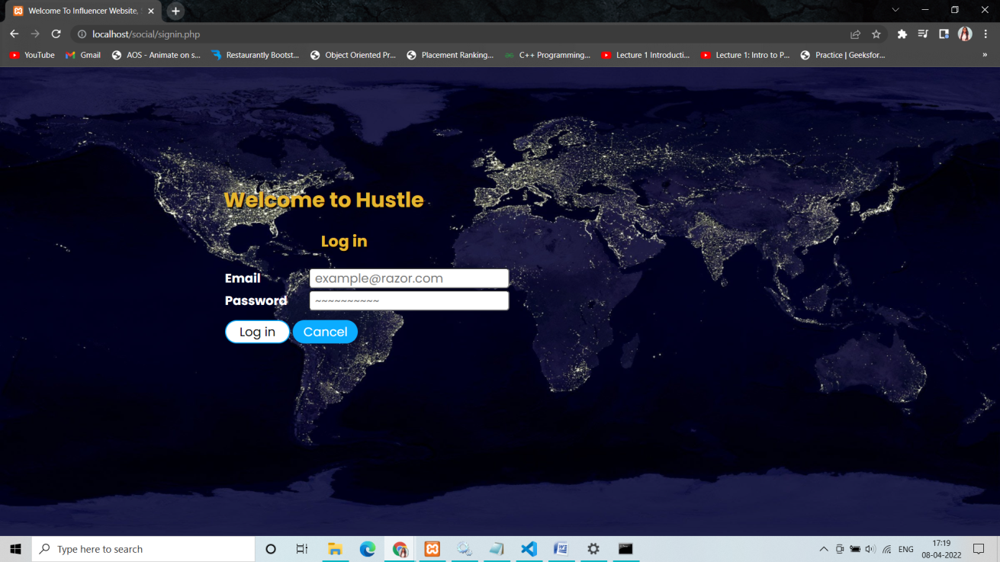 Welcome To Influencer Website,
localhost/social/signin.php
YouTube Gmail AOS - Animate on s... Restaurantly Bootst... Object Oriented Pr... Placement Ranking... C++ Programming... Lecture 1 Introducti... Lecture 1: Intro to P... Practice | Geeksfor... »
Welcome to Hustle
Log in
Email example@razor.com
Password ~~~~~~~~~~
Log in Cancel
Type here to search
ENG
17:19
08-04-2022